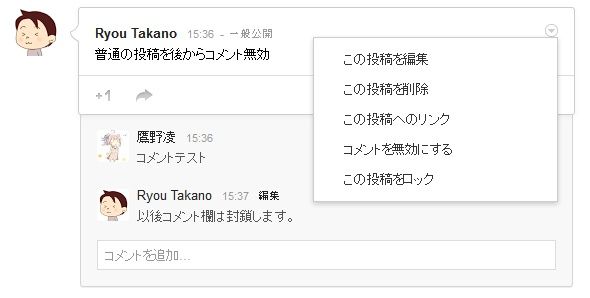 Ryou Takano 15:36 - 一般公開
普通の投稿を後からコメント無効
この投稿を編集
この投稿を削除
この投稿へのリンク
コメントを無効にする
この投稿をロック
+1
鷹野凌 15:36
コメントテスト
Ryou Takano 15:37 編集
以後コメント欄は封鎖します。
コメントを追加...